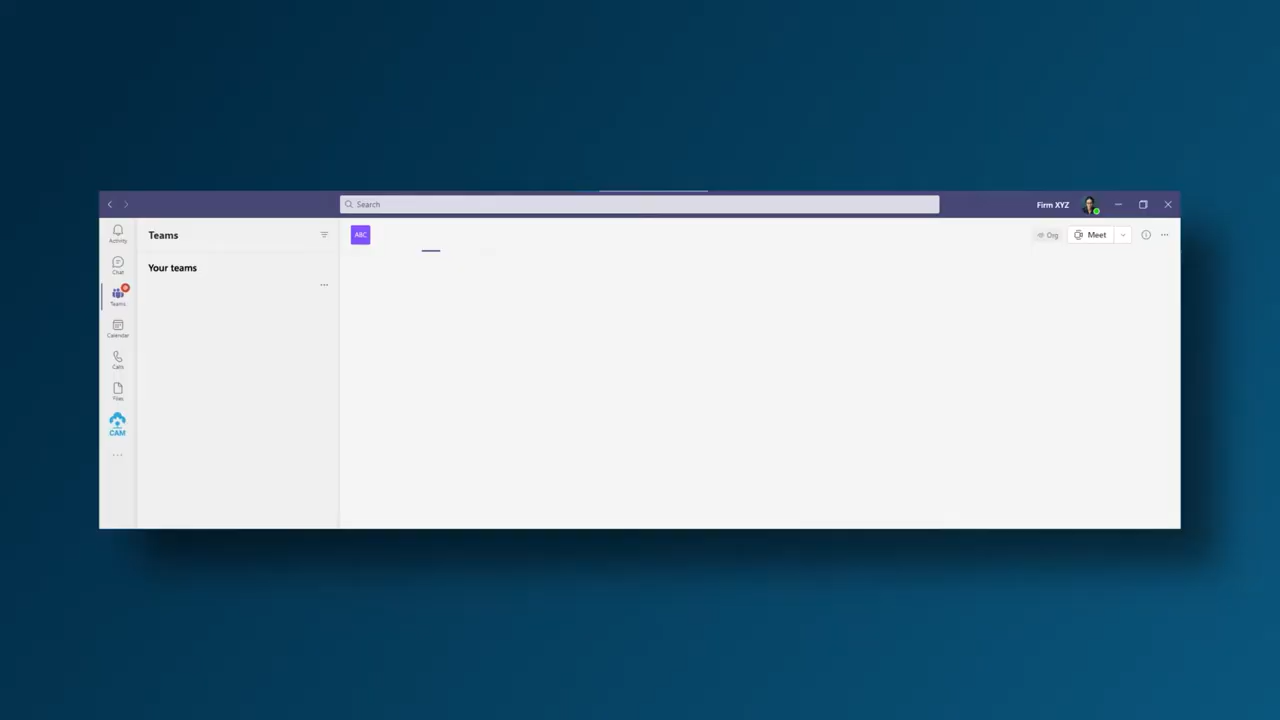 Search
Firm XYZ
Activity
Teams
ABC
Org
Meet
Chat
Your teams
Teams
Calendar
Calls
Files
CAM